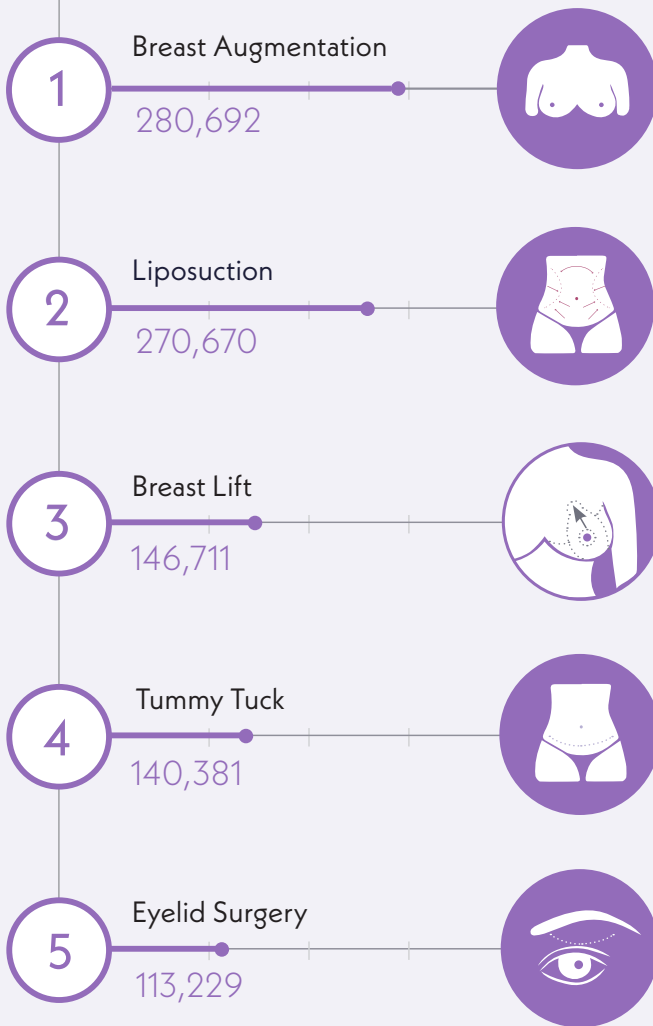 1
Breast Augmentation
280,692
2
Liposuction
270,670
3
Breast Lift
146,711
4
Tummy Tuck
140,381
5
Eyelid Surgery
113,229